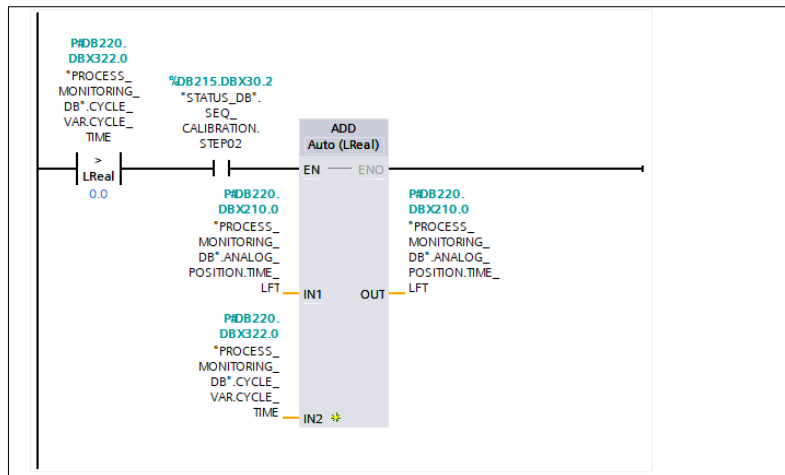 P#DB220.
DBX322.0
"PROCESS_
MONITORING_
DB".CYCLE_
VAR.CYCLE_
TIME
>
LReal
0.0
%DB215.DBX30.2
"STATUS_DB".
SEQ_
CALIBRATION.
STEP02
ADD
Auto (LReal)
EN
ENO
P#DB220.
DBX210.0
"PROCESS_
MONITORING_
DB".ANALOG_
POSITION.TIME_
LFT
IN1
OUT
P#DB220.
DBX210.0
"PROCESS_
MONITORING_
DB".ANALOG_
POSITION.TIME_
LFT
P#DB220.
DBX322.0
"PROCESS_
MONITORING_
DB".CYCLE_
VAR.CYCLE_
TIME
IN2